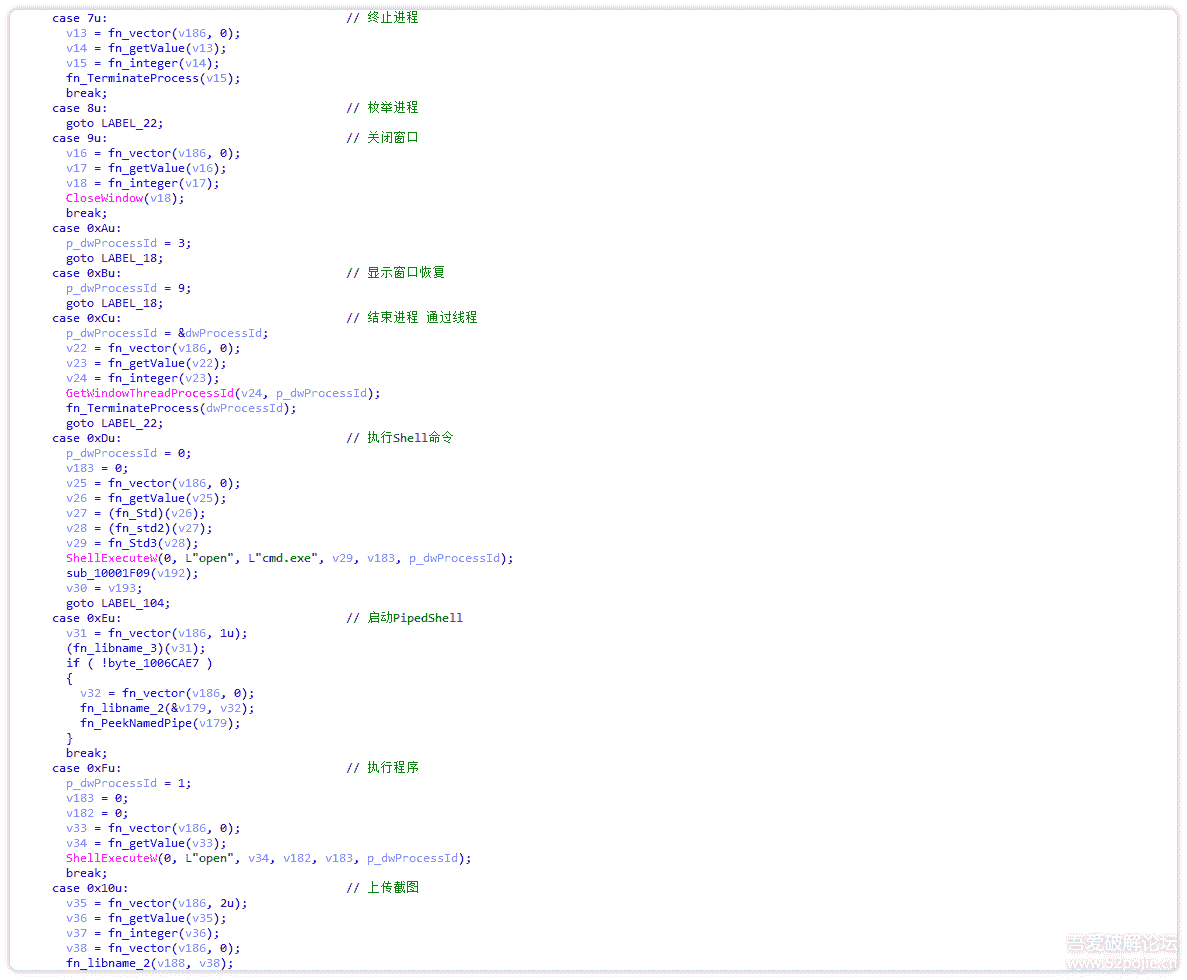 case 7u: // 终止进程
v13 = fn_vector(v186, 0);
v14 = fn_getValue(v13);
v15 = fn_integer(v14);
fn_TerminateProcess(v15);
break;
case 8u: // 枚举进程
goto LABEL_22;
case 9u: // 关闭窗口
v16 = fn_vector(v186, 0);
v17 = fn_getValue(v16);
v18 = fn_integer(v17);
CloseWindow(v18);
break;
case 0xAu:
p_dwProcessId = 3;
goto LABEL_18;
case 0xBu: // 显示窗口恢复
p_dwProcessId = 9;
goto LABEL_18;
case 0xCu: // 结束进程 通过线程
p_dwProcessId = &dwProcessId;
v22 = fn_vector(v186, 0);
v23 = fn_getValue(v22);
v24 = fn_integer(v23);
GetWindowThreadProcessId(v24, p_dwProcessId);
fn_TerminateProcess(dwProcessId);
goto LABEL_22;
case 0xDu: // 执行Shell命令
p_dwProcessId = 0;
v183 = 0;
v25 = fn_vector(v186, 0);
v26 = fn_getValue(v25);
v27 = (fn_Std)(v26);
v28 = (fn_std2)(v27);
v29 = fn_Std3(v28);
ShellExecuteW(0, L"open", L"cmd.exe", v29, v183, p_dwProcessId);
sub_10001F09(v192);
v30 = v193;
goto LABEL_104;
case 0xEu: // 启动PipedShell
v31 = fn_vector(v186, 1u);
(fn_libname_3)(v31);
if ( !byte_1006CAE7 )
{
v32 = fn_vector(v186, 0);
fn_libname_2(&v179, v32);
fn_PeekNamedPipe(v179);
}
break;
case 0xFu: // 执行程序
p_dwProcessId = 1;
v183 = 0;
v182 = 0;
v33 = fn_vector(v186, 0);
v34 = fn_getValue(v33);
ShellExecuteW(0, L"open", v34, v182, v183, p_dwProcessId);
break;
case 0x10u: // 上传截图
v35 = fn_vector(v186, 2u);
v36 = fn_getValue(v35);
v37 = fn_integer(v36);
v38 = fn_vector(v186, 0);
fn_libname_2(v188, v38);
吾爱破解论坛
www.52pojie.cn